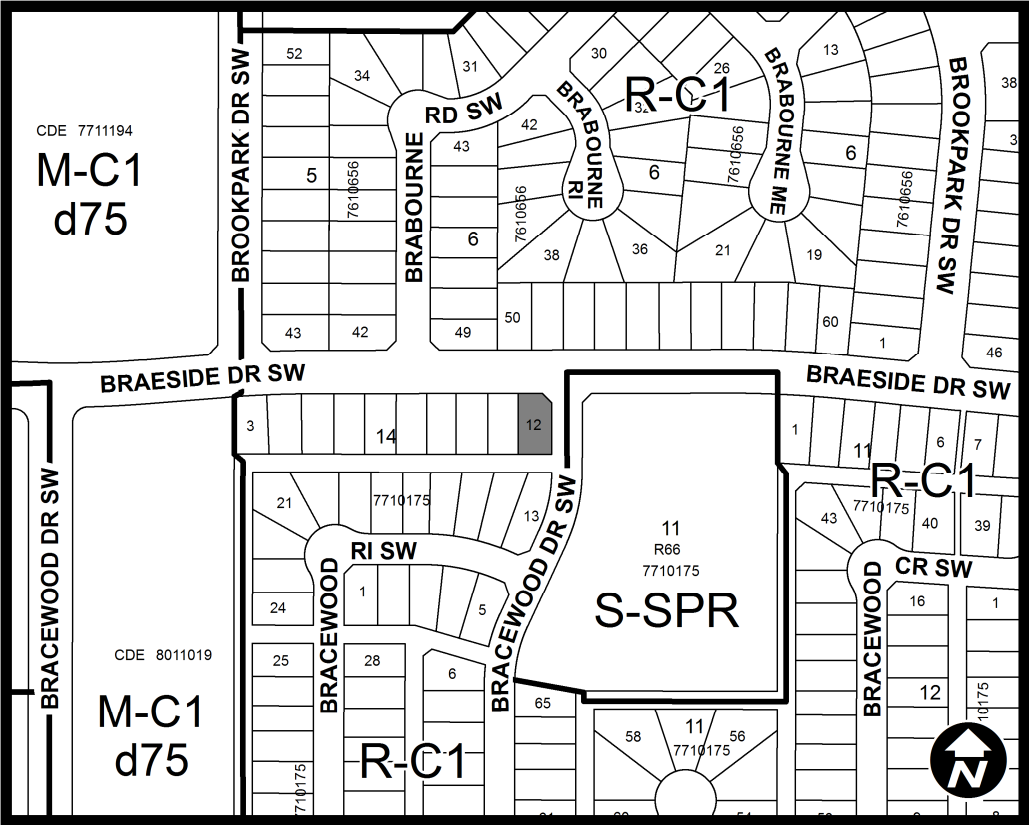 52
34
31
30
26
13
38
3
CDE 7711194
M-C1
d75
BROOKPARK DR SW
RD SW
BRABOURNE
42
43
5
7610656
6
7610656
BRABOURNE
RI
R-C1
32
6
7610656
BRABOURNE ME
6
7610656
BROOKPARK DR SW
38
36
21
19
43
42
49
50
60
1
46
BRAESIDE DR SW
BRAESIDE DR SW
3
14
12
1
11
6
7
R-C1
21
7710175
13
43
7710175
40
39
RI SW
BRACEWOOD DR SW
BRACEWOOD DR SW
11
R66
7710175
S-SPR
CR SW
24
BRACEWOOD
1
5
BRACEWOOD
16
1
CDE 8011019
M-C1
d75
25
28
6
65
12
R-C1
7710175
58
11
7710175
56
N